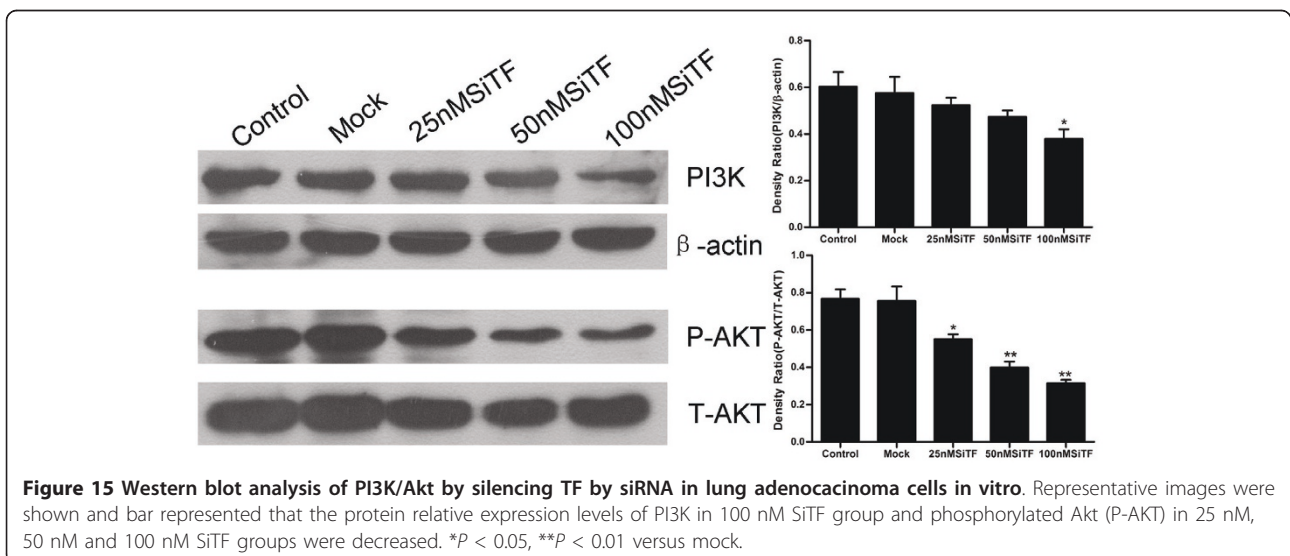 Control Mock 25nMSiTF 50nMSiTF 100nMSiTF
PI3K
β-actin
P-AKT
T-AKT
Density Ratio(PI3K/β-actin)
0.8
0.6
0.4
0.2
0.0
*
Control Mock 25nMSiTF 50nMSiTF 100nMSiTF
Density Ratio(P-AKT/T-AKT)
1.0
0.8
0.6
0.4
0.2
0.0
* ** **
Control Mock 25nMSiTF 50nMSiTF 100nMSiTF
Figure 15 Western blot analysis of PI3K/Akt by silencing TF by siRNA in lung adenocacinoma cells in vitro. Representative images were
shown and bar represented that the protein relative expression levels of PI3K in 100 nM SiTF group and phosphorylated Akt (P-AKT) in 25 nM,
50 nM and 100 nM SiTF groups were decreased. *P < 0.05, **P < 0.01 versus mock.